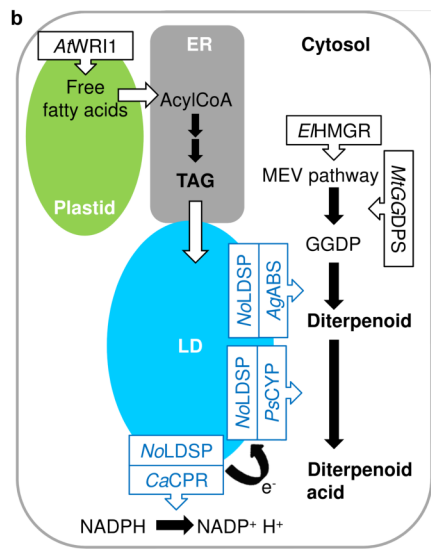 b
AtWRI1
ER
Cytosol
Free
fatty acids
AcylCoA
TAG
Plastid
ElHMGR
MEV pathway
MtGGDPS
GGDP
NoLDSP
AgABS
Diterpenoid
LD
NoLDSP
PsCYP
NoLDSP
CaCPR
e-
Diterpenoid
acid
NADPH
NADP+ H+